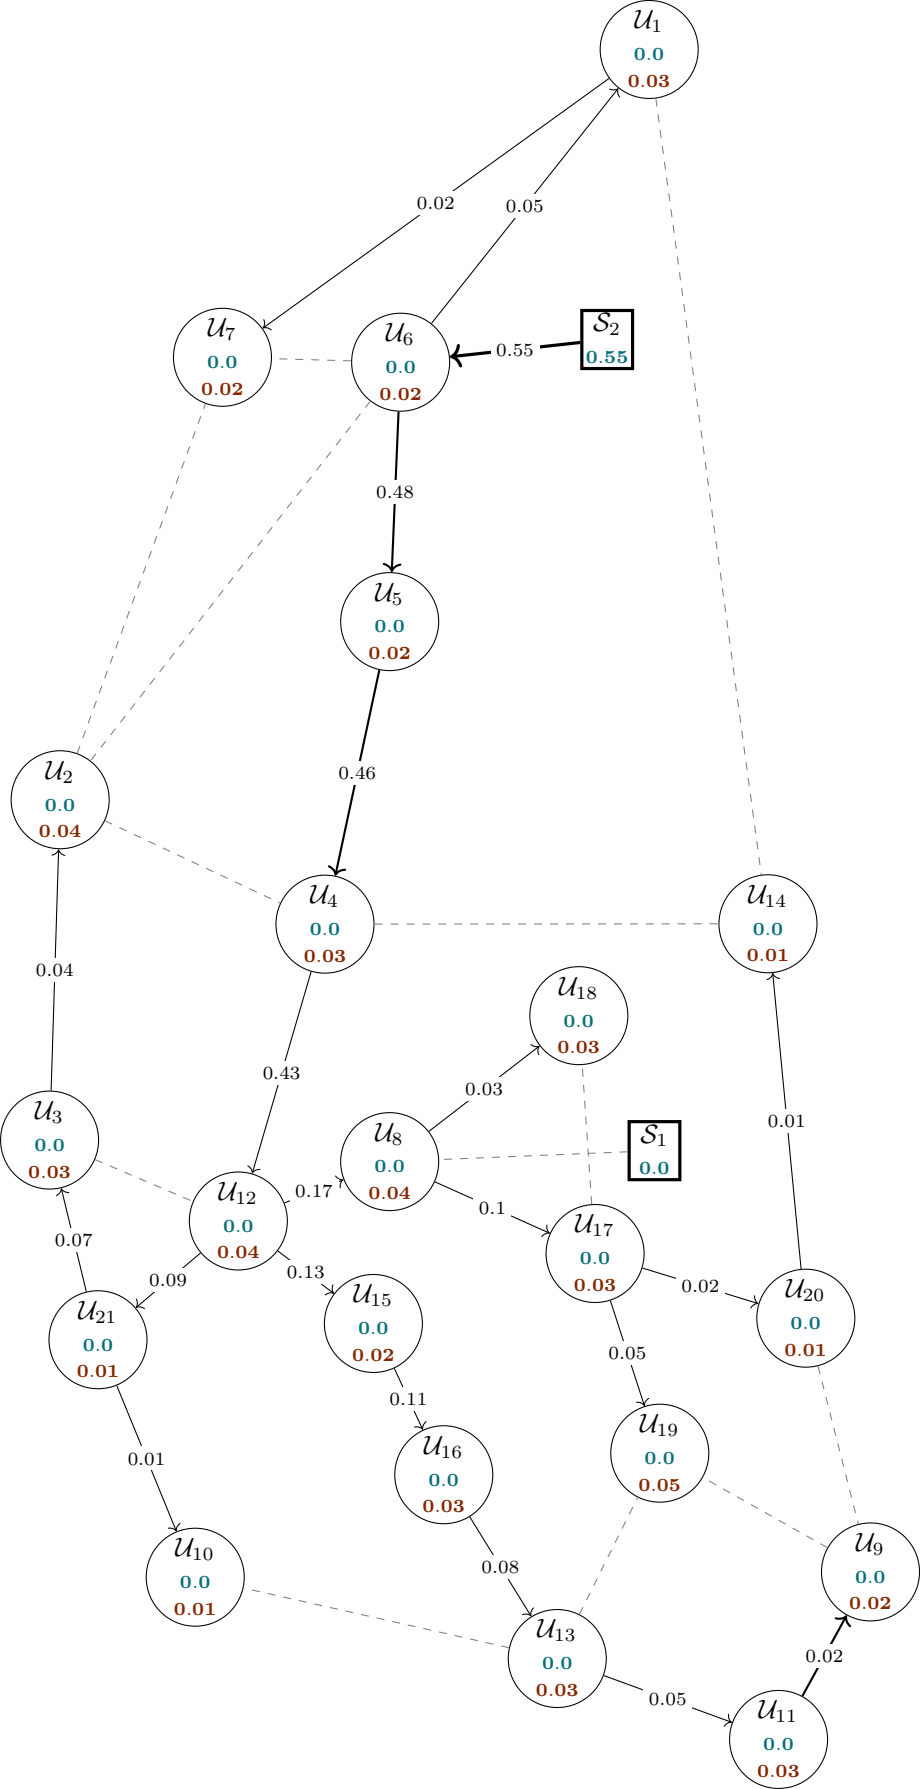 𝒰₁
0.0
0.03
0.02
0.05
𝒰₇
0.0
0.02
𝒰₆
0.0
0.02
0.55
𝒮₂
0.55
0.48
𝒰₅
0.0
0.02
0.46
𝒰₂
0.0
0.04
𝒰₄
0.0
0.03
𝒰₁₄
0.0
0.01
0.04
𝒰₁₈
0.0
0.03
0.43
0.03
0.01
𝒰₃
0.0
0.03
𝒰₈
0.0
0.04
𝒮₁
0.0
𝒰₁₂
0.0
0.04
0.17
0.1
𝒰₁₇
0.0
0.03
0.07
0.09
0.13
0.02
𝒰₂₁
0.0
0.01
𝒰₁₅
0.0
0.02
𝒰₂₀
0.0
0.01
0.05
0.11
0.01
𝒰₁₆
0.0
0.03
𝒰₁₉
0.0
0.05
𝒰₁₀
0.0
0.01
0.08
𝒰₉
0.0
0.02
𝒰₁₃
0.0
0.03
0.02
0.05
𝒰₁₁
0.0
0.03